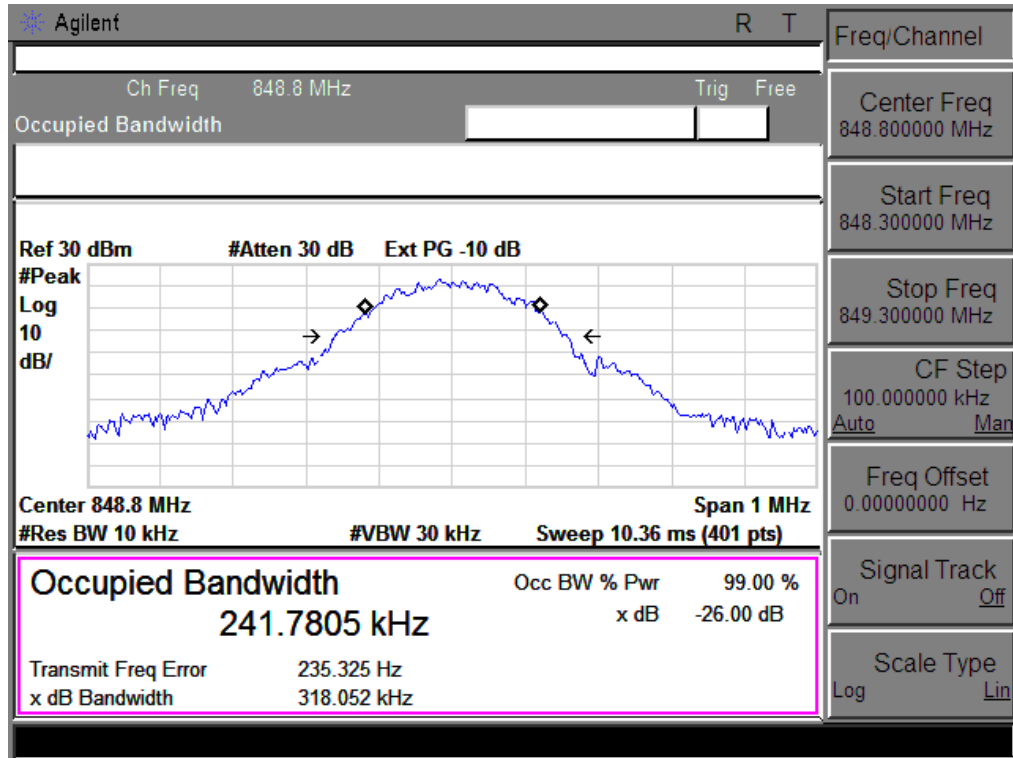 Agilent R T
Ch Freq 848.8 MHz Trig Free
Occupied Bandwidth
Ref 30 dBm #Atten 30 dB Ext PG -10 dB
#Peak
Log
10
dB/
Center 848.8 MHz Span 1 MHz
#Res BW 10 kHz #VBW 30 kHz Sweep 10.36 ms (401 pts)
Occupied Bandwidth Occ BW % Pwr 99.00 %
241.7805 kHz x dB -26.00 dB
Transmit Freq Error 235.325 Hz
x dB Bandwidth 318.052 kHz
Freq/Channel
Center Freq
848.800000 MHz
Start Freq
848.300000 MHz
Stop Freq
849.300000 MHz
CF Step
100.000000 kHz
Auto Man
Freq Offset
0.00000000 Hz
Signal Track
On Off
Scale Type
Log Lin